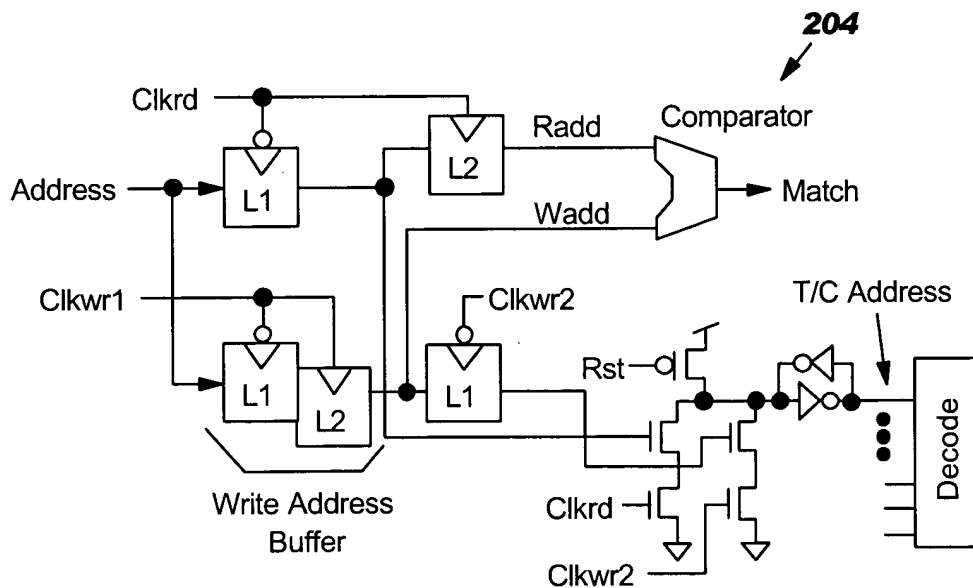 204
Clkrd
Comparator
Radd
L1
L2
Address
Match
Wadd
Clkwr1
Clkwr2
T/C Address
L1
L2
L1
Rst
Write Address
Buffer
Clkrd
Clkwr2
Decode